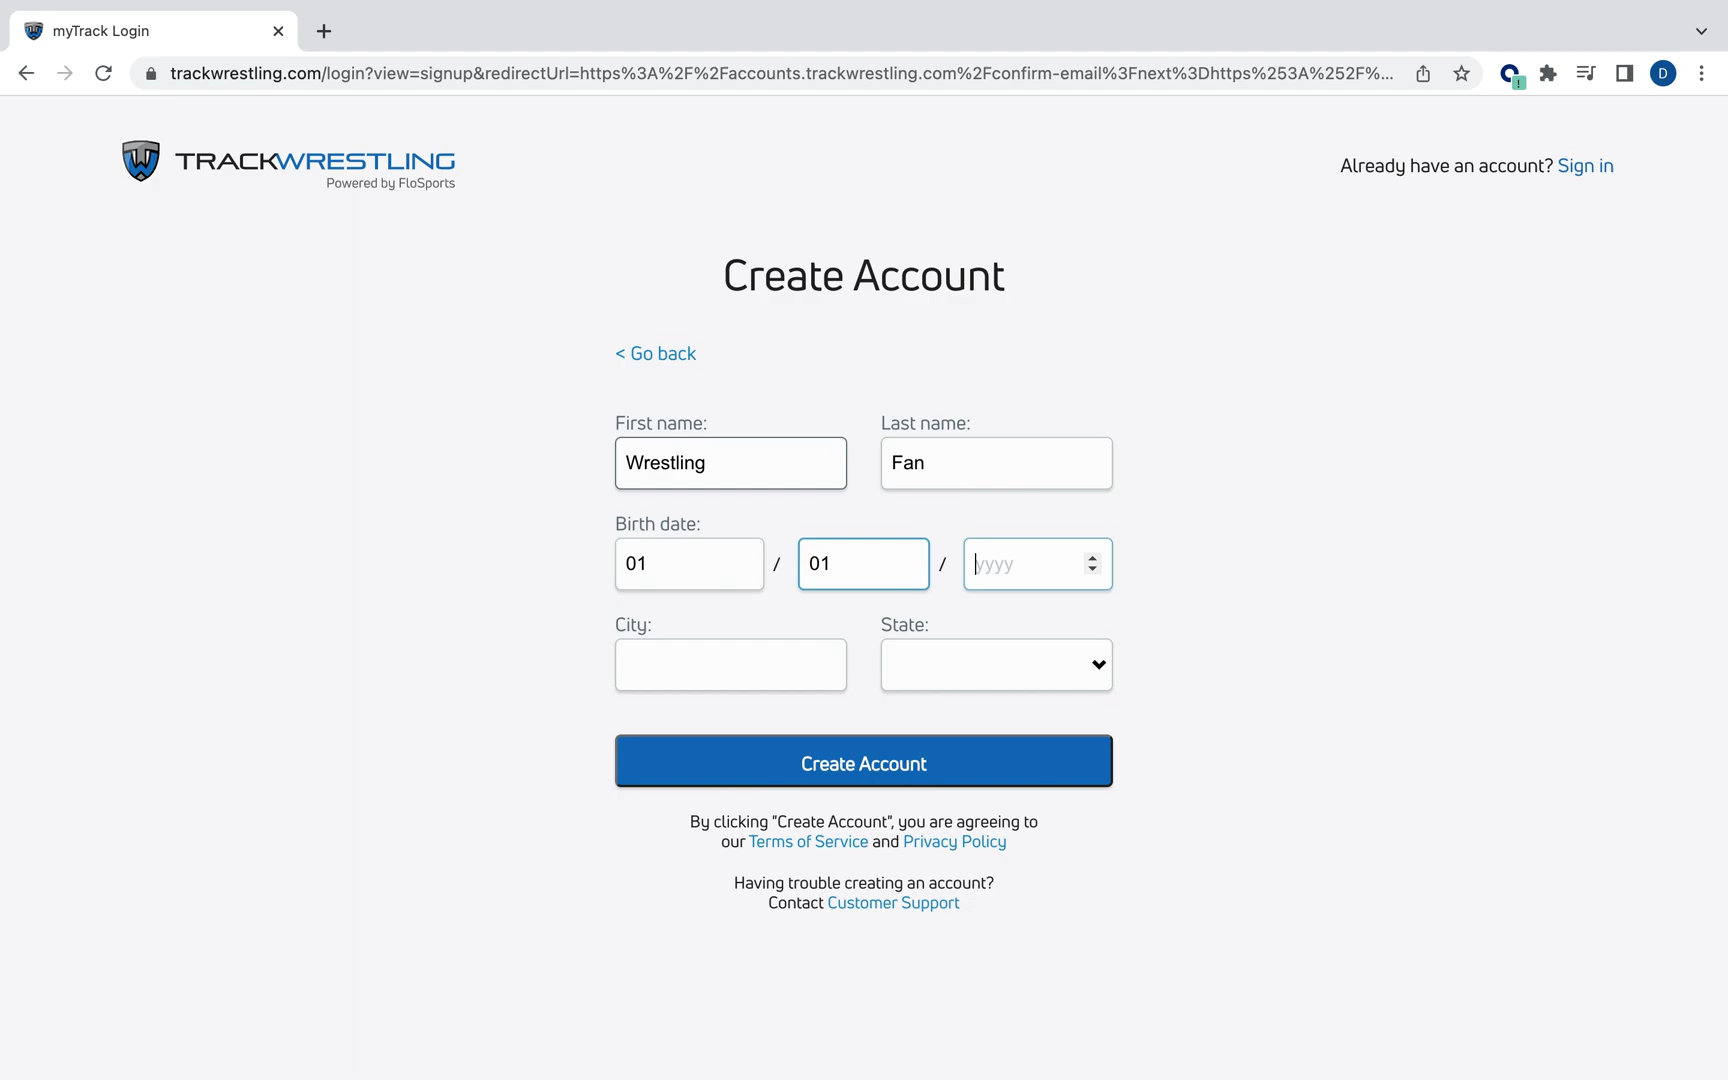 myTrack Login
trackwrestling.com/login?view=signup&redirectUrl=https%3A%2F%2Faccounts.trackwrestling.com%2Fconfirm-email%3Fnext%3Dhttps%253A%252F%...
D
TRACKWRESTLING
Powered by FloSports
Already have an account? Sign in
Create Account
< Go back
First name: Last name:
Wrestling Fan
Birth date:
01 / 01 / yyyy
City: State:
Create Account
By clicking "Create Account", you are agreeing to
our Terms of Service and Privacy Policy
Having trouble creating an account?
Contact Customer Support